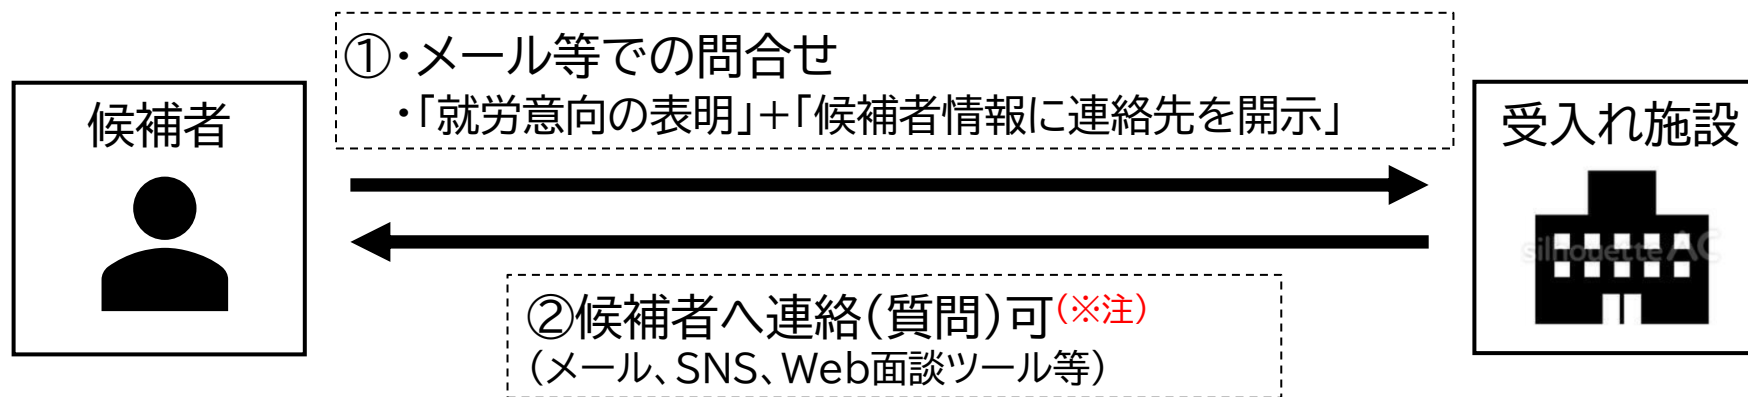 ①・メール等での問合せ
・「就労意向の表明」+「候補者情報に連絡先を開示」
候補者
受入れ施設
silhouette AC
②候補者へ連絡(質問)可(※注)
(メール、SNS、Web面談ツール等)